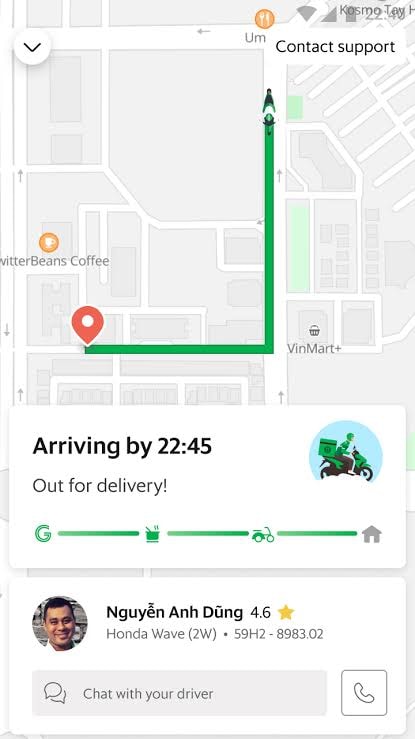 22:40
Kosmo Tay H
Um
Contact support
witterBeans Coffee
VinMart+
Arriving by 22:45
Out for delivery!
Nguyễn Anh Dũng 4.6
Honda Wave (2W) • 59H2 - 8983.02
Chat with your driver